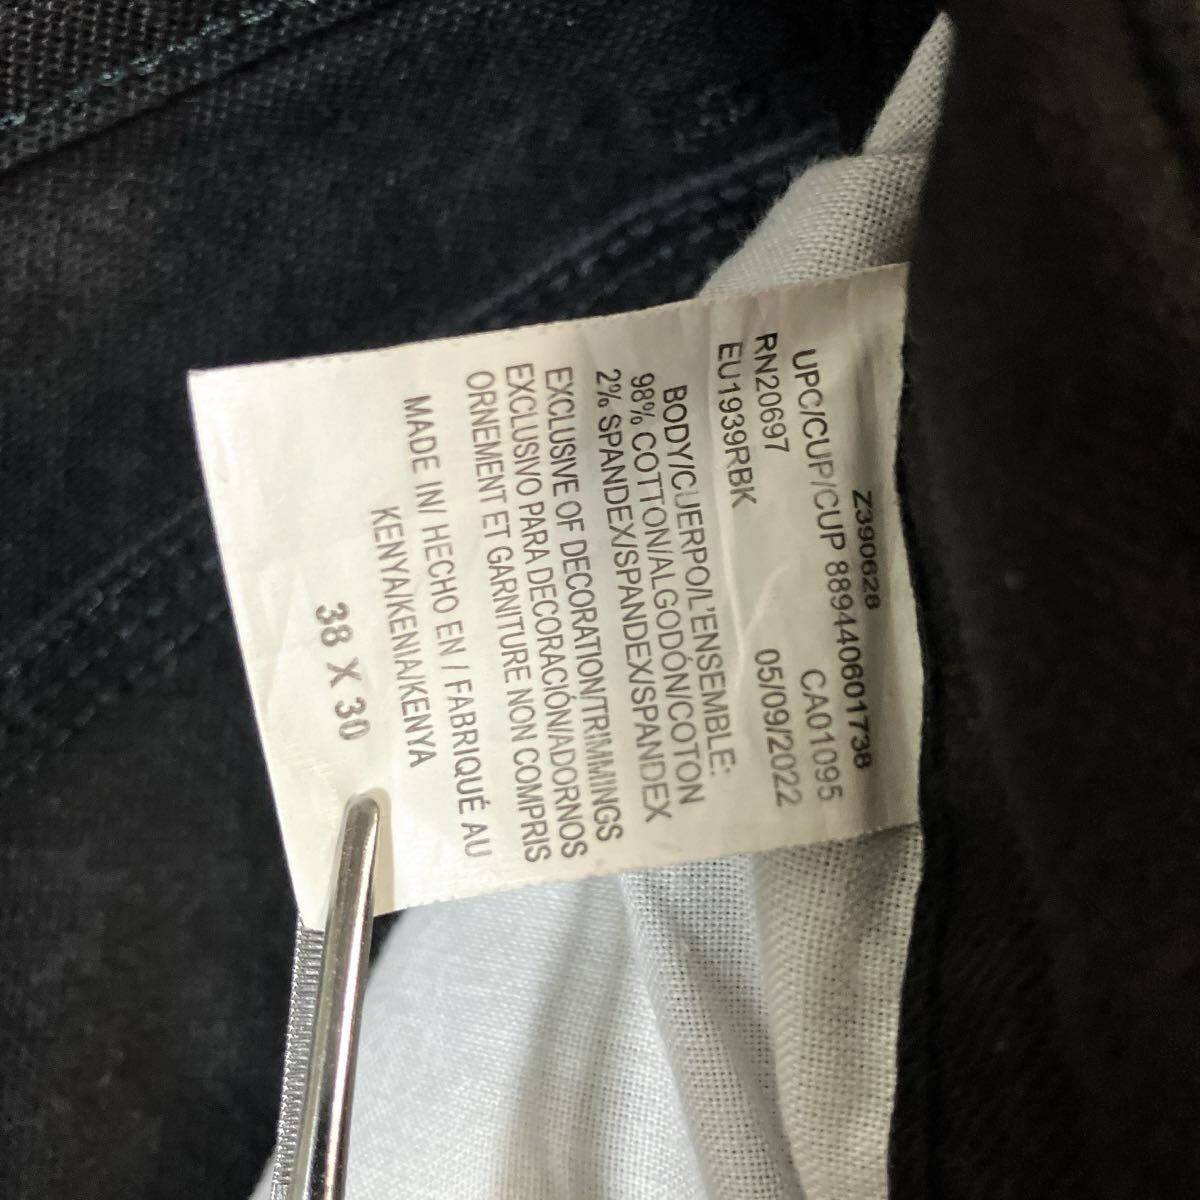 Z390628
UPC/CUP/CUP 889440601738
RN20697 CA01095
EU1939RBK 05/09/2022
BODY/CUERPO/L'ENSEMBLE:
98% COTTON/ALGODÓN/COTON
2% SPANDEX/SPANDEX/SPANDEX
EXCLUSIVE OF DECORATION/TRIMMINGS
EXCLUSIVO PARA DECORACIÓN/ADORNOS
ORNEMENT ET GARNITURE NON COMPRIS
MADE IN/ HECHO EN / FABRIQUÉ AU
KENYA/KENIA/KENYA
38 X 30